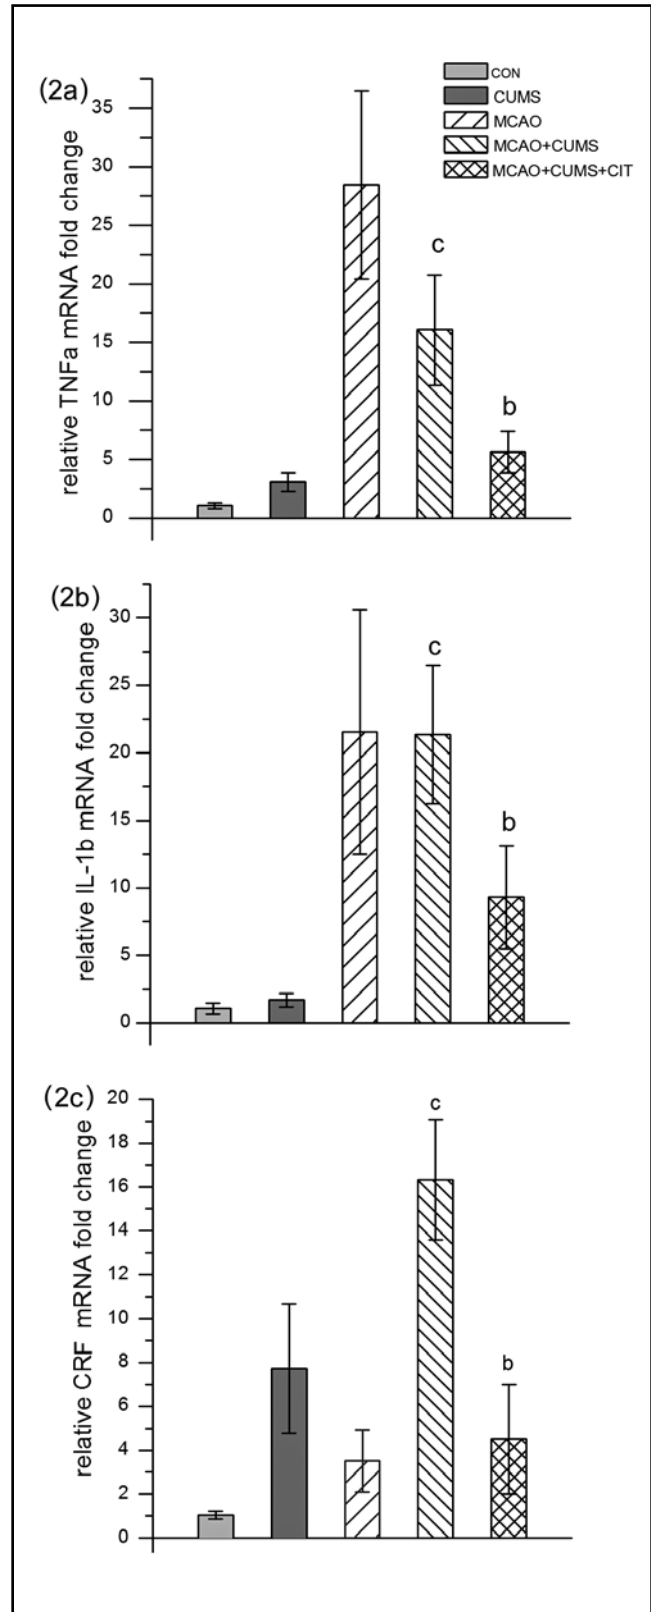 (2a)
CON
CUMS
MCAO
MCAO+CUMS
MCAO+CUMS+CIT
relative TNFa mRNA fold change
35
30
25
20
15
10
5
0
c
b
(2b)
relative IL-1b mRNA fold change
30
25
20
15
10
5
0
c
b
(2c)
relative CRF mRNA fold change
20
18
16
14
12
10
8
6
4
2
0
c
b